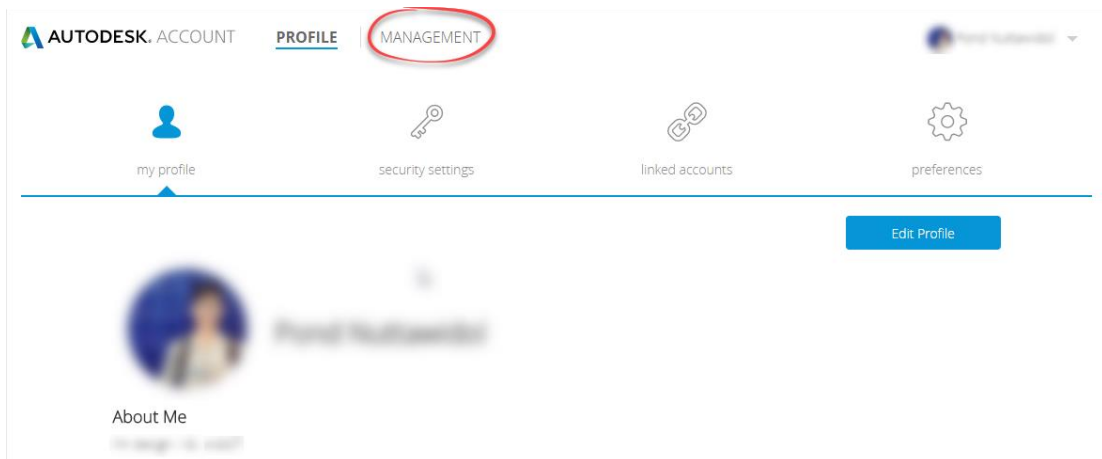 AUTODESK. ACCOUNT PROFILE MANAGEMENT
my profile security settings linked accounts preferences
Edit Profile
About Me